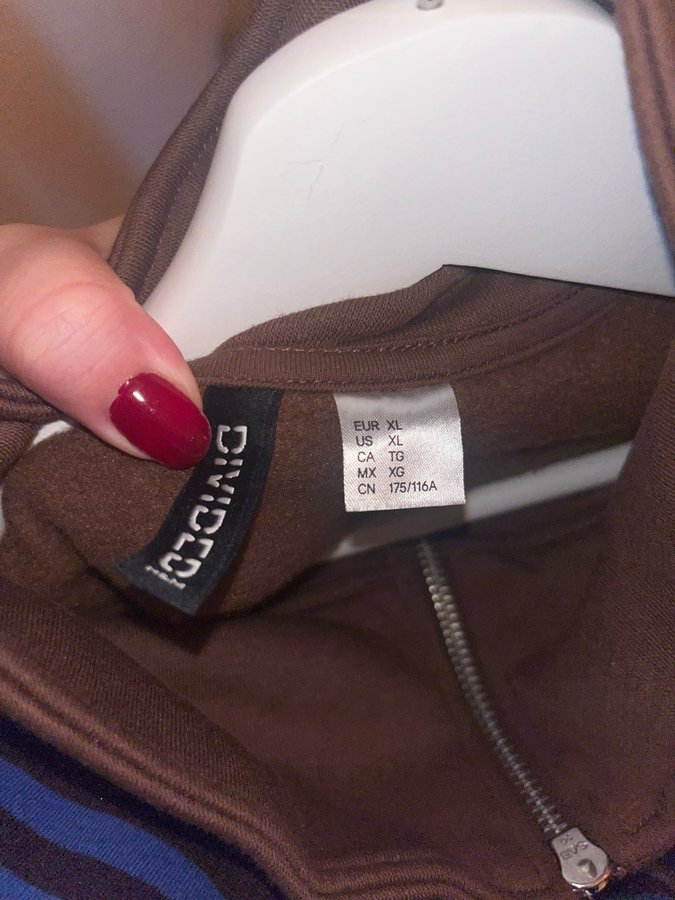 DIVIDED
H&M
EUR XL
US XL
CA TG
MX XG
CN 175/116A